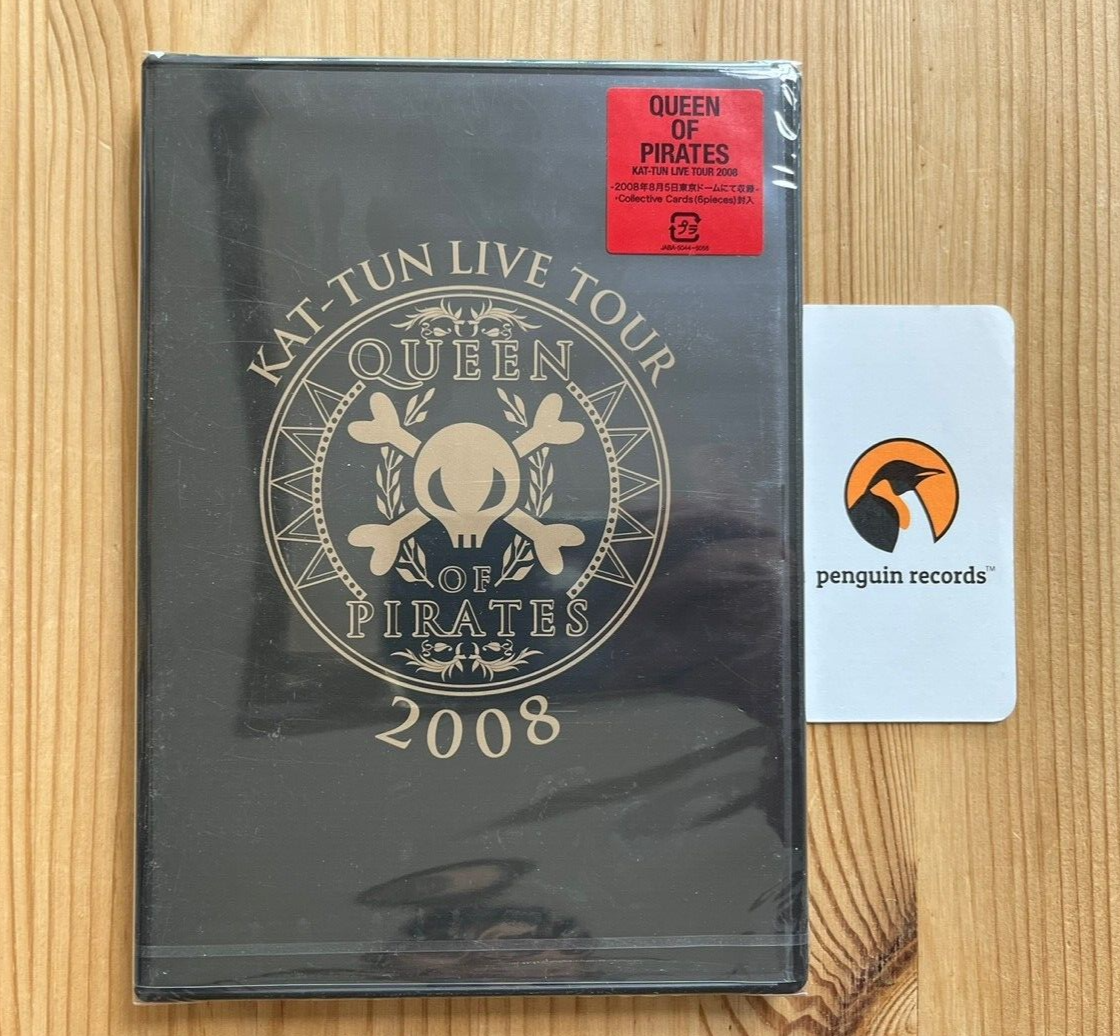 QUEEN
OF
PIRATES
KAT-TUN LIVE TOUR 2008
-2008年8月5日東京ドームにて収録-
・Collective Cards(6pieces)封入
プラ
KAT-TUN LIVE TOUR
QUEEN
OF
PIRATES
2008
penguin records™